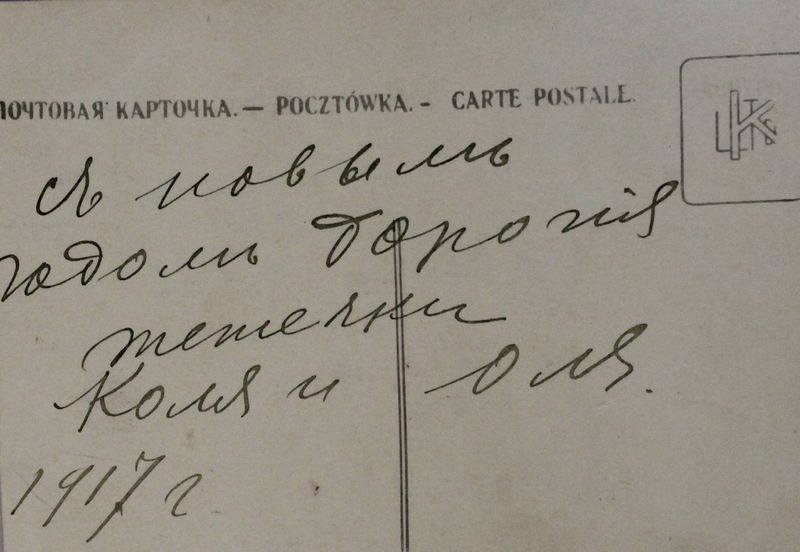 ПОЧТОВАЯ КАРТОЧКА. — POCZTÓWKA. - CARTE POSTALE.
съ новымъ
годомъ дорогія
тетечки
Коля и Оля.
1917 г